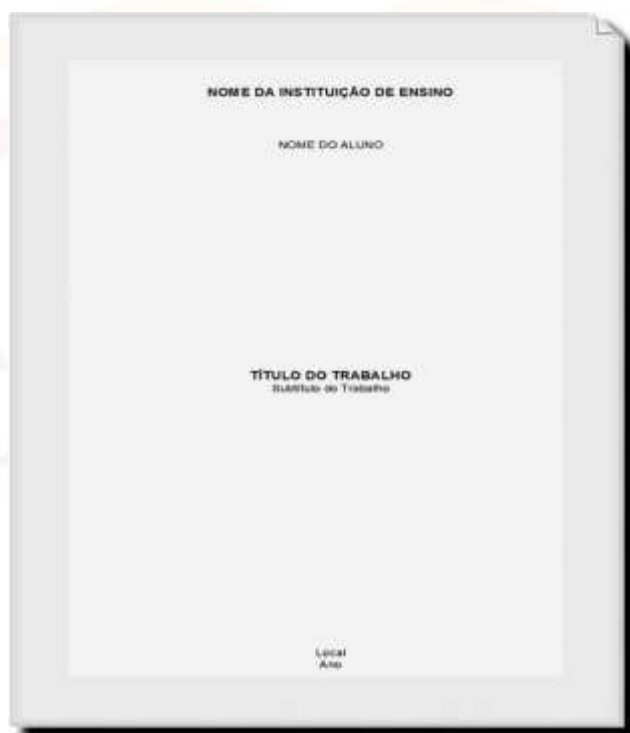 NOME DA INSTITUIÇÃO DE ENSINO
NOME DO ALUNO
TÍTULO DO TRABALHO
Subtítulo do Trabalho
Local
Ano